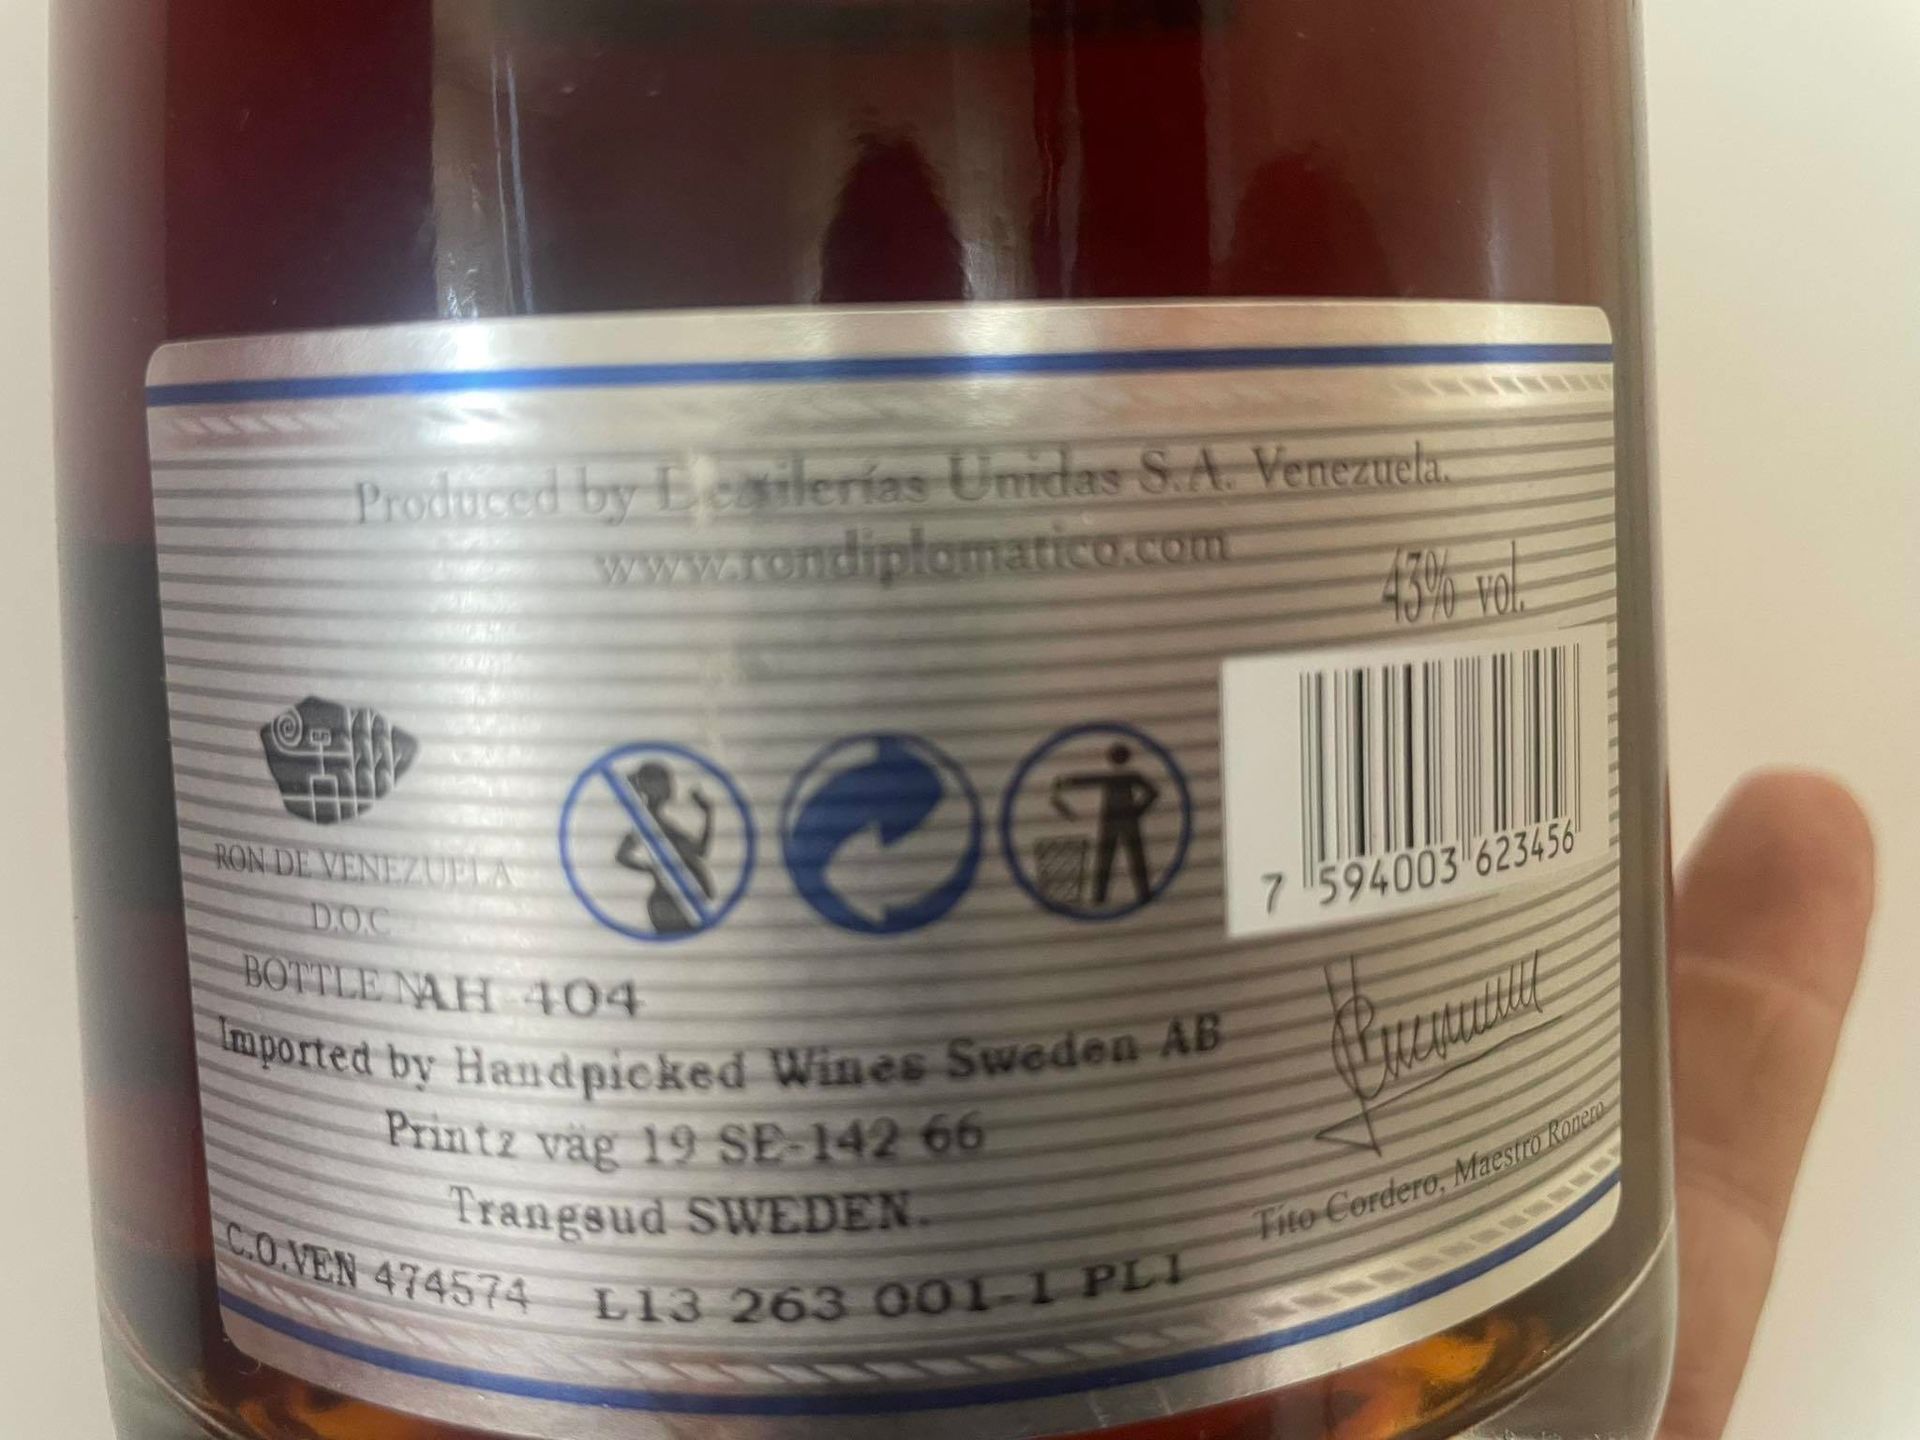 Produced by Destilerías Unidas S.A. Venezuela.
www.rondiplomatico.com
43% vol.
7 594003 623456
RON DE VENEZUELA
D.O.C
BOTTLE N AH 404
Imported by Handpicked Wines Sweden AB
Printz väg 19 SE-142 66
Trangsud SWEDEN.
C.O.VEN 474574
L13 263 001-1 PL1
Tito Cordero, Maestro Ronero